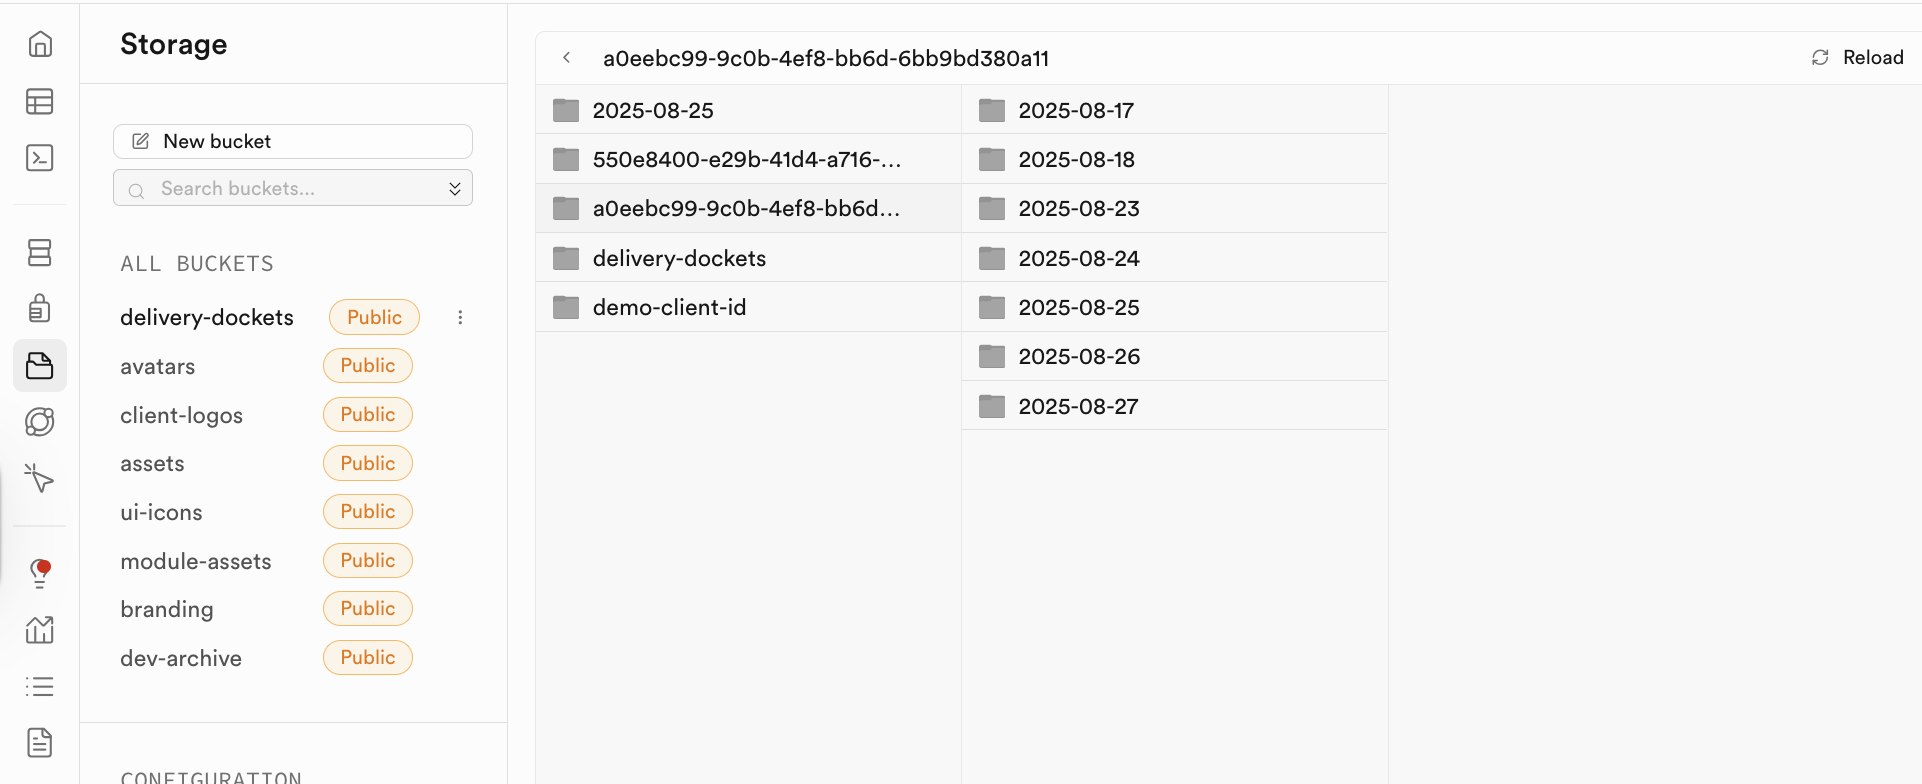 Storage
New bucket
Search buckets...
ALL BUCKETS
delivery-dockets Public
avatars Public
client-logos Public
assets Public
ui-icons Public
module-assets Public
branding Public
dev-archive Public
CONFIGURATION
a0eebc99-9c0b-4ef8-bb6d-6bb9bd380a11
Reload
2025-08-25
550e8400-e29b-41d4-a716-...
a0eebc99-9c0b-4ef8-bb6d...
delivery-dockets
demo-client-id
2025-08-17
2025-08-18
2025-08-23
2025-08-24
2025-08-25
2025-08-26
2025-08-27